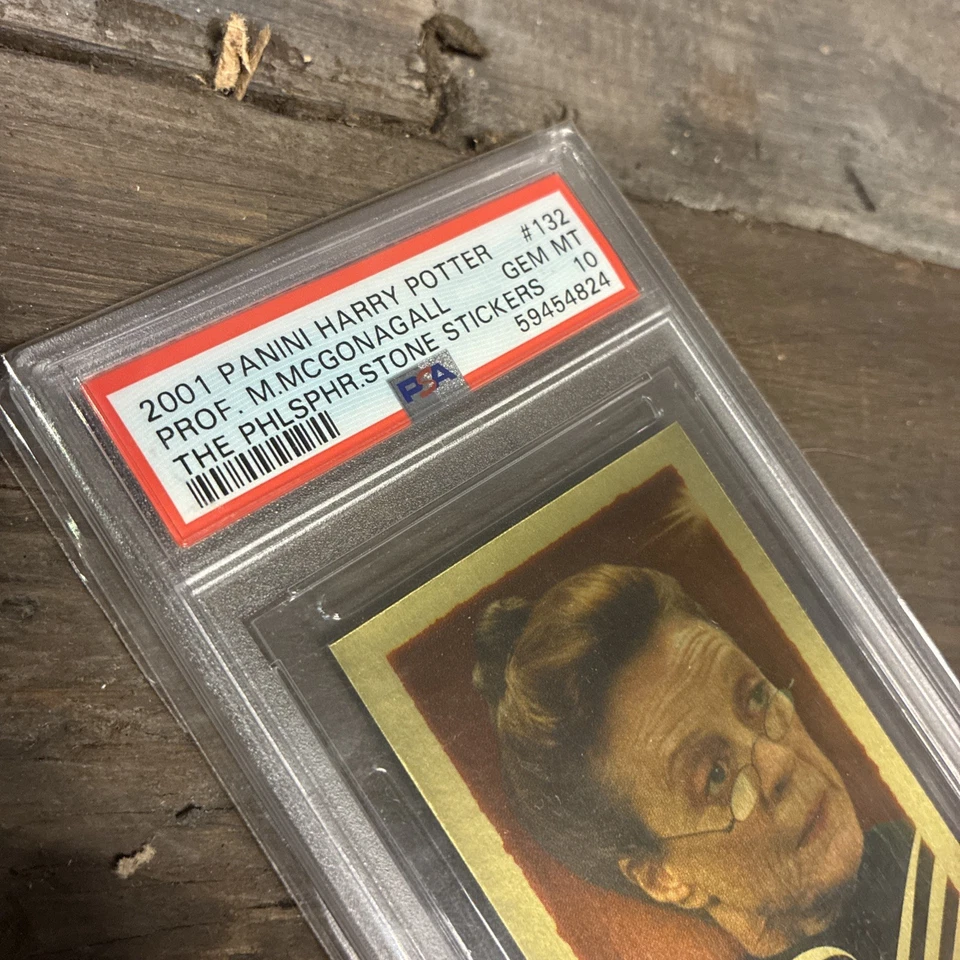 2001 PANINI HARRY POTTER #132
PROF. M.MCGONAGALL GEM MT
THE PHLSPHR.STONE STICKERS 10
PSA 59454824